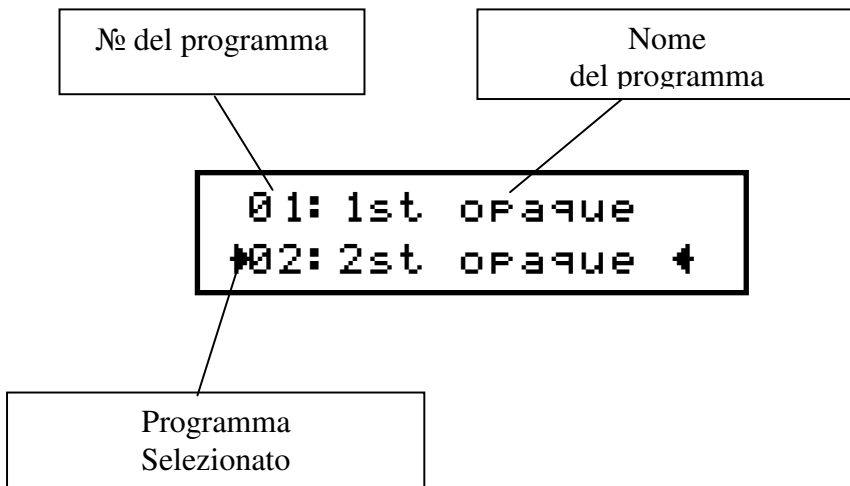 № del programma
Nome
del programma
01: 1st opaque
02: 2st opaque
Programma
Selezionato